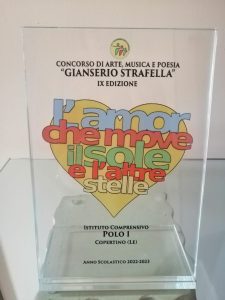 CONCORSO DI ARTE, MUSICA E POESIA
"GIANSERIO STRAFELLA"
IX EDIZIONE
l'amor
che move
il sole
e l'altre
stelle
ISTITUTO COMPRENSIVO
POLO I
COPERTINO (LE)
ANNO SCOLASTICO 2022-2023